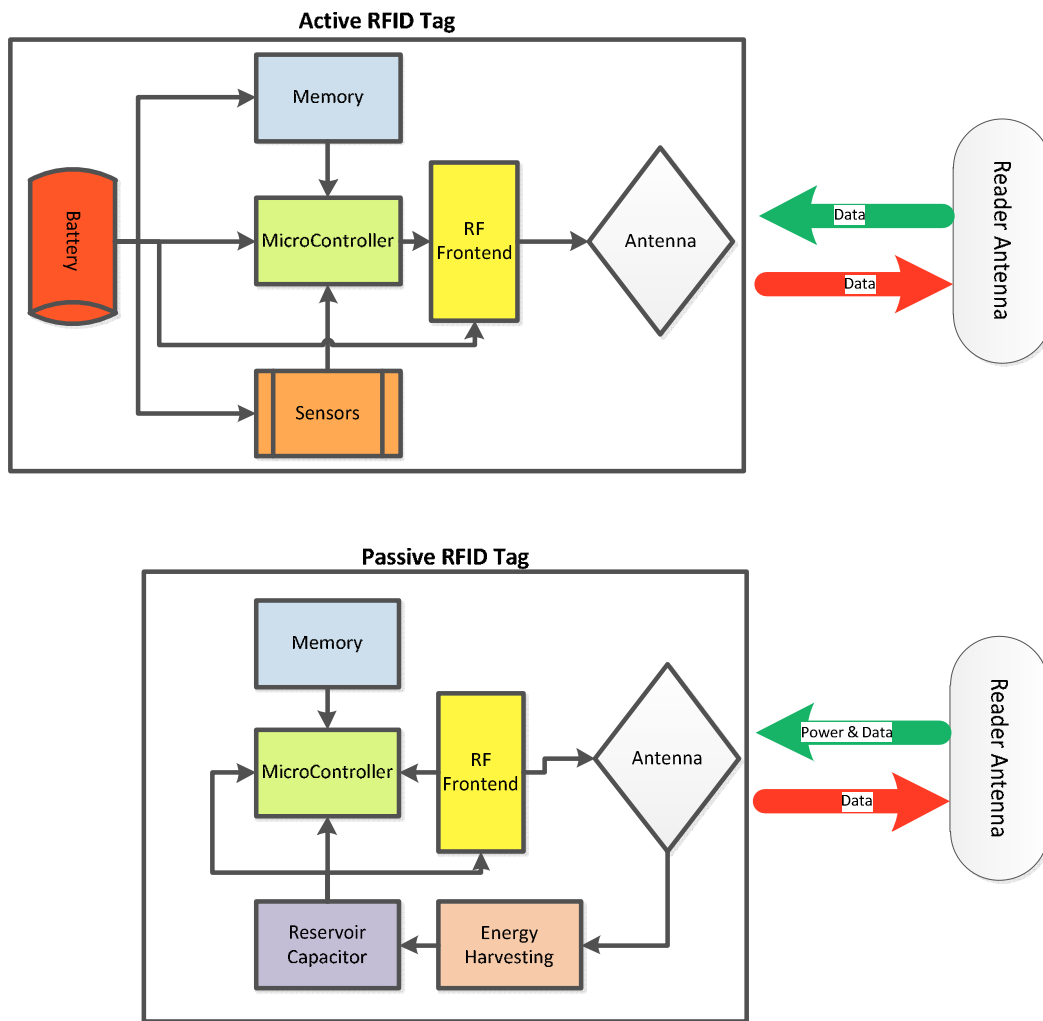 Active RFID Tag
Memory
Battery
MicroController
RF
Frontend
Antenna
Sensors
Data
Data
Reader Antenna
Passive RFID Tag
Memory
MicroController
RF
Frontend
Antenna
Reservoir
Capacitor
Energy
Harvesting
Power & Data
Data
Reader Antenna